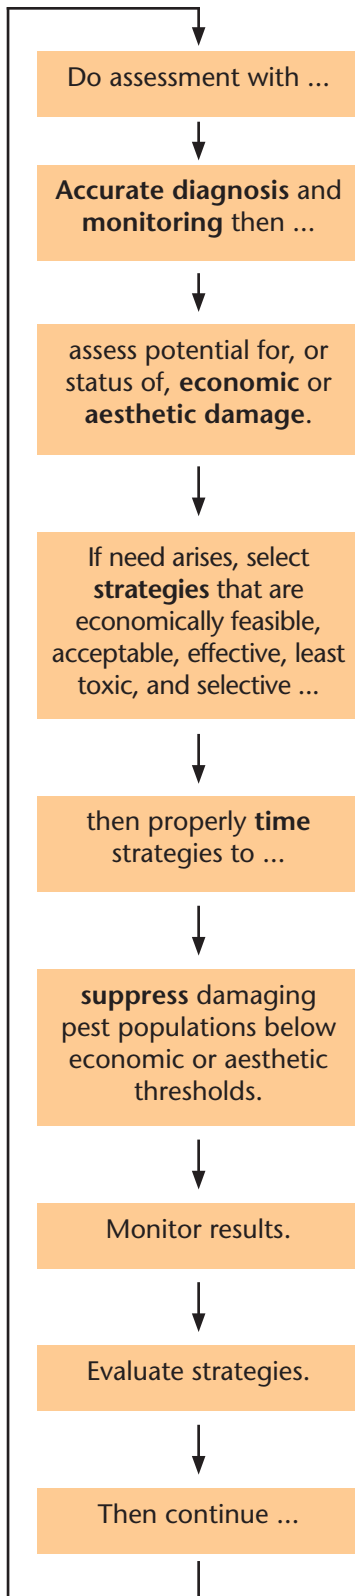 Do assessment with ...
Accurate diagnosis and
monitoring then ...
assess potential for, or
status of, economic or
aesthetic damage.
If need arises, select
strategies that are
economically feasible,
acceptable, effective, least
toxic, and selective ...
then properly time
strategies to ...
suppress damaging
pest populations below
economic or aesthetic
thresholds.
Monitor results.
Evaluate strategies.
Then continue ...